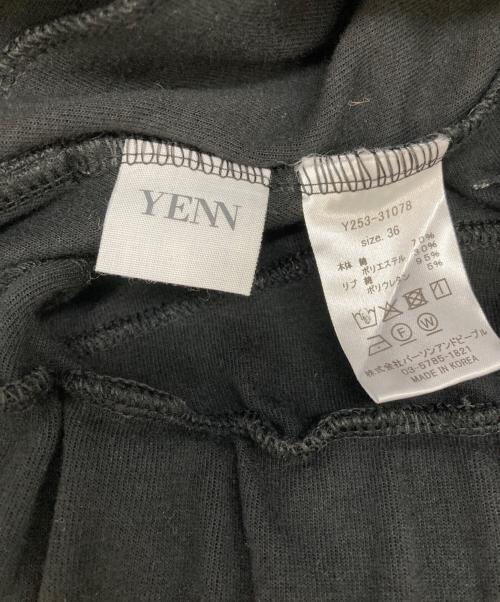 YENN
Y253-31078
size. 36
本体 綿 70%
ポリエステル 30%
リブ 綿 95%
ポリウレタン 5%
株式会社パーソンアンドピープル
03-5785-1821
MADE IN KOREA